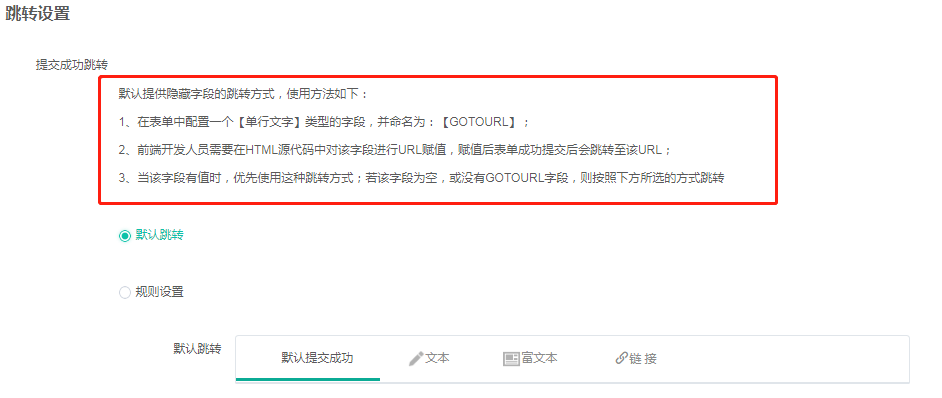 跳转设置
提交成功跳转
默认提供隐藏字段的跳转方式，使用方法如下：
1、在表单中配置一个【单行文字】类型的字段，并命名为：【GOTOURL】；
2、前端开发人员需要在HTML源代码中对该字段进行URL赋值，赋值后表单成功提交后会跳转至该URL；
3、当该字段有值时，优先使用这种跳转方式；若该字段为空，或没有GOTOURL字段，则按照下方所选的方式跳转
默认跳转
规则设置
默认跳转 默认提交成功 文本 富文本 链 接